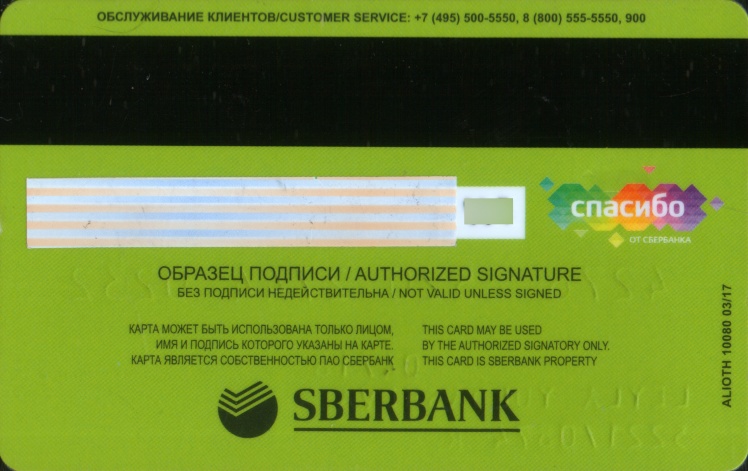 ОБСЛУЖИВАНИЕ КЛИЕНТОВ/CUSTOMER SERVICE: +7 (495) 500-5550, 8 (800) 555-5550, 900
спасибо
ОТ СБЕРБАНКА
ОБРАЗЕЦ ПОДПИСИ / AUTHORIZED SIGNATURE
БЕЗ ПОДПИСИ НЕДЕЙСТВИТЕЛЬНА / NOT VALID UNLESS SIGNED
КАРТА МОЖЕТ БЫТЬ ИСПОЛЬЗОВАНА ТОЛЬКО ЛИЦОМ,
ИМЯ И ПОДПИСЬ КОТОРОГО УКАЗАНЫ НА КАРТЕ.
КАРТА ЯВЛЯЕТСЯ СОБСТВЕННОСТЬЮ ПАО СБЕРБАНК
THIS CARD MAY BE USED
BY THE AUTHORIZED SIGNATORY ONLY.
THIS CARD IS SBERBANK PROPERTY
SBERBANK
ALIOTH 10080 03/17